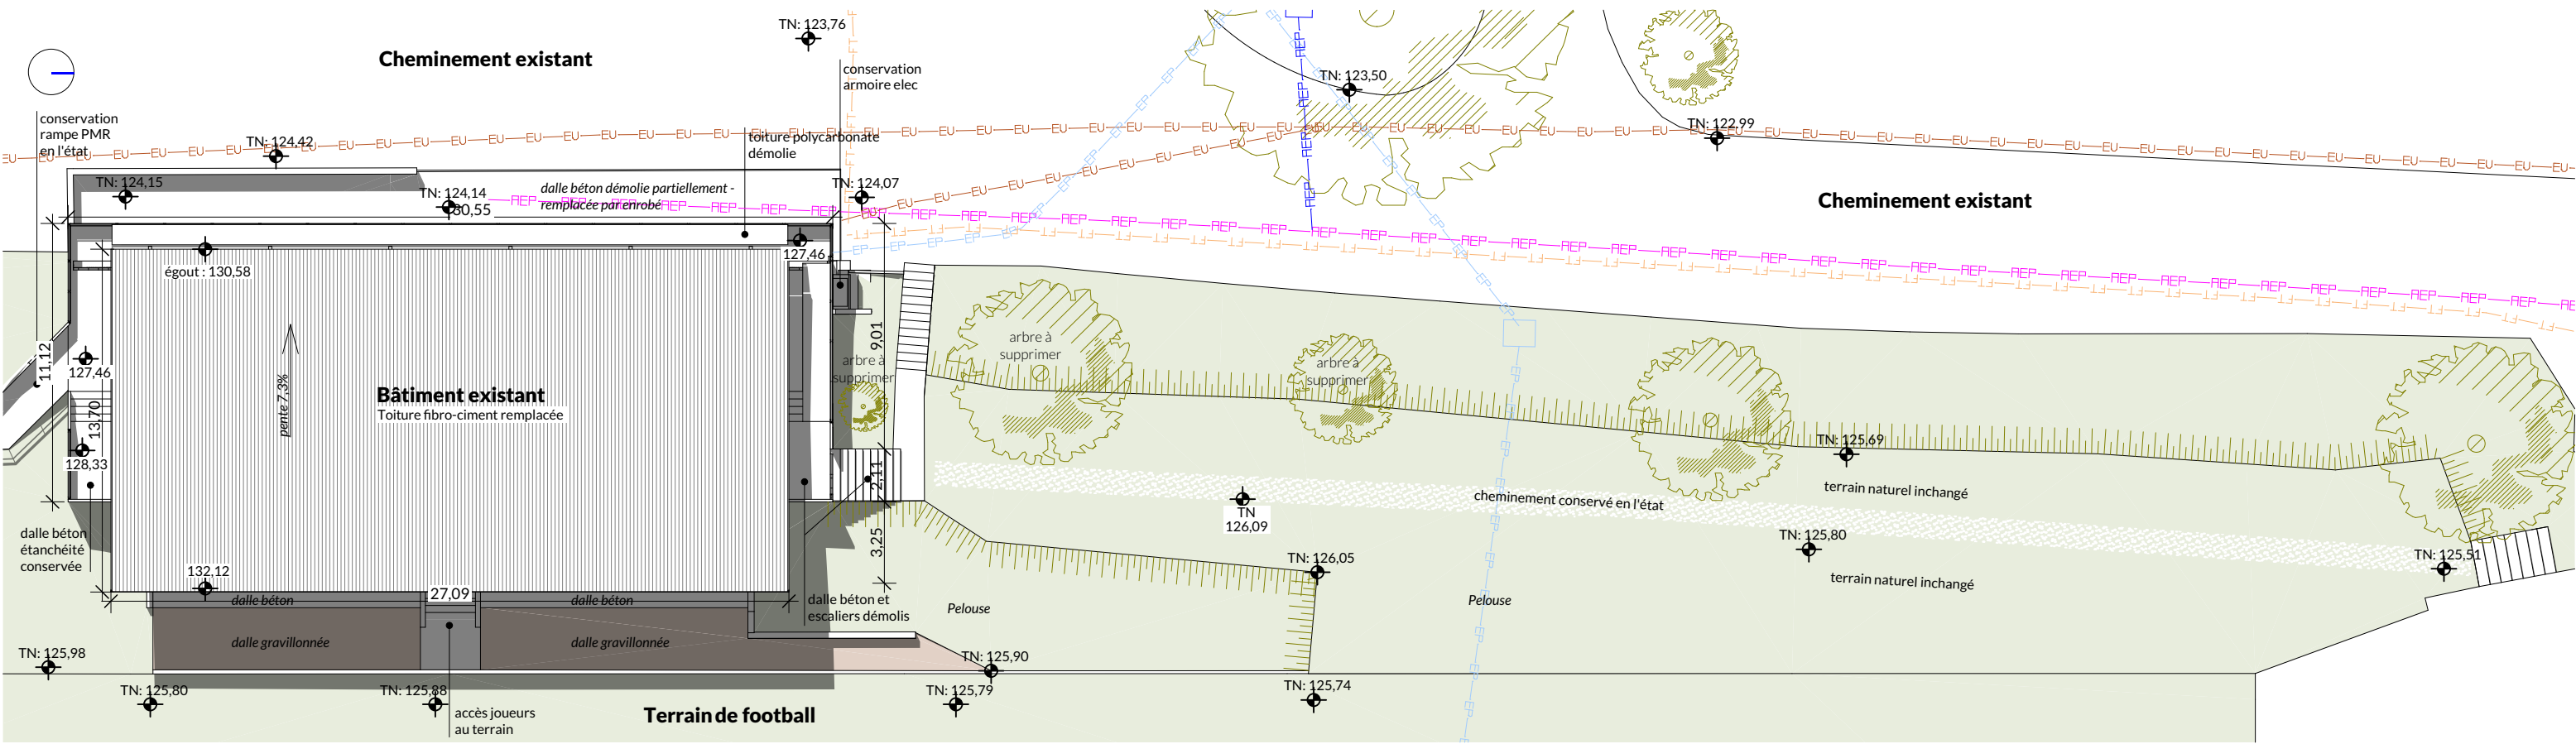 TN: 123,76
Cheminement existant
conservation
armoire elec
TN: 123,50
conservation
rampe PMR
en l'état
TN: 122,99
TN: 124,42
toiture polycarbonate
démolie
TN: 124,15
TN: 124,14
30,55
dalle béton démolie partiellement -
remplacée par enrobé
TN: 124,07
Cheminement existant
EU
AEP
EP
FT
127,46
égout : 130,58
11,12
127,46
13,70
128,33
pente 7,3%
Bâtiment existant
Toiture fibro-ciment remplacée
9,01
arbre à
supprimer
arbre à
supprimer
arbre à
supprimer
2,11
3,25
TN: 125,69
terrain naturel inchangé
cheminement conservé en l'état
TN
126,09
TN: 125,80
TN: 125,51
terrain naturel inchangé
TN: 126,05
dalle béton
étanchéité
conservée
132,12
27,09
dalle béton
dalle béton
dalle béton et
escaliers démolis
Pelouse
Pelouse
dalle gravillonnée
dalle gravillonnée
TN: 125,98
TN: 125,90
TN: 125,80
TN: 125,88
TN: 125,79
TN: 125,74
accès joueurs
au terrain
Terrain de football